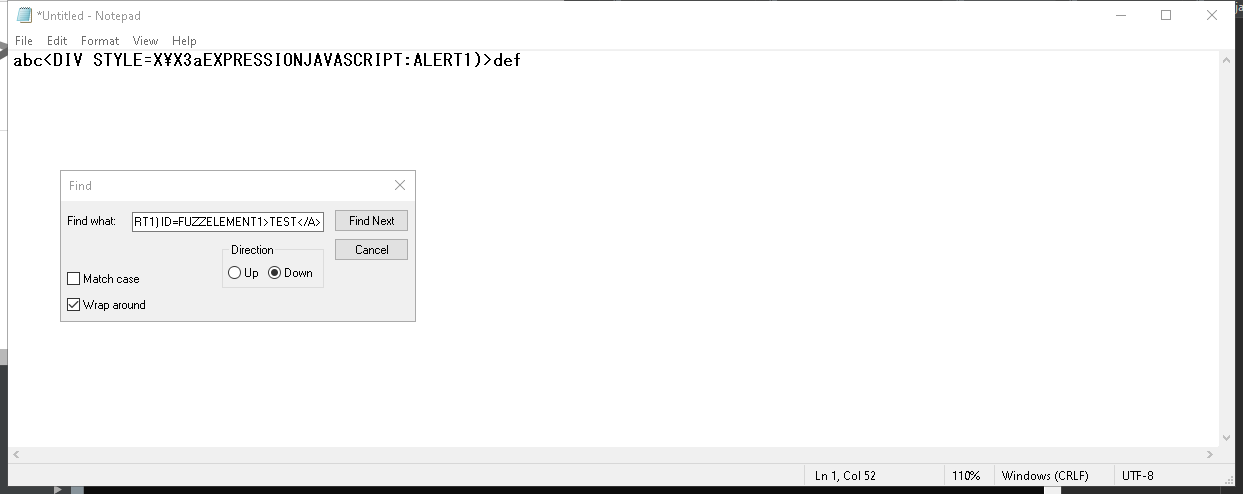 *Untitled - Notepad
File Edit Format View Help
abc<DIV STYLE=X¥X3aEXPRESSIONJAVASCRIPT:ALERT1)>def
Find
Find what: RT1) ID=FUZZELEMENT1>TEST</A> Find Next
Direction Cancel
Up Down
Match case
Wrap around
Ln 1, Col 52 110% Windows (CRLF) UTF-8